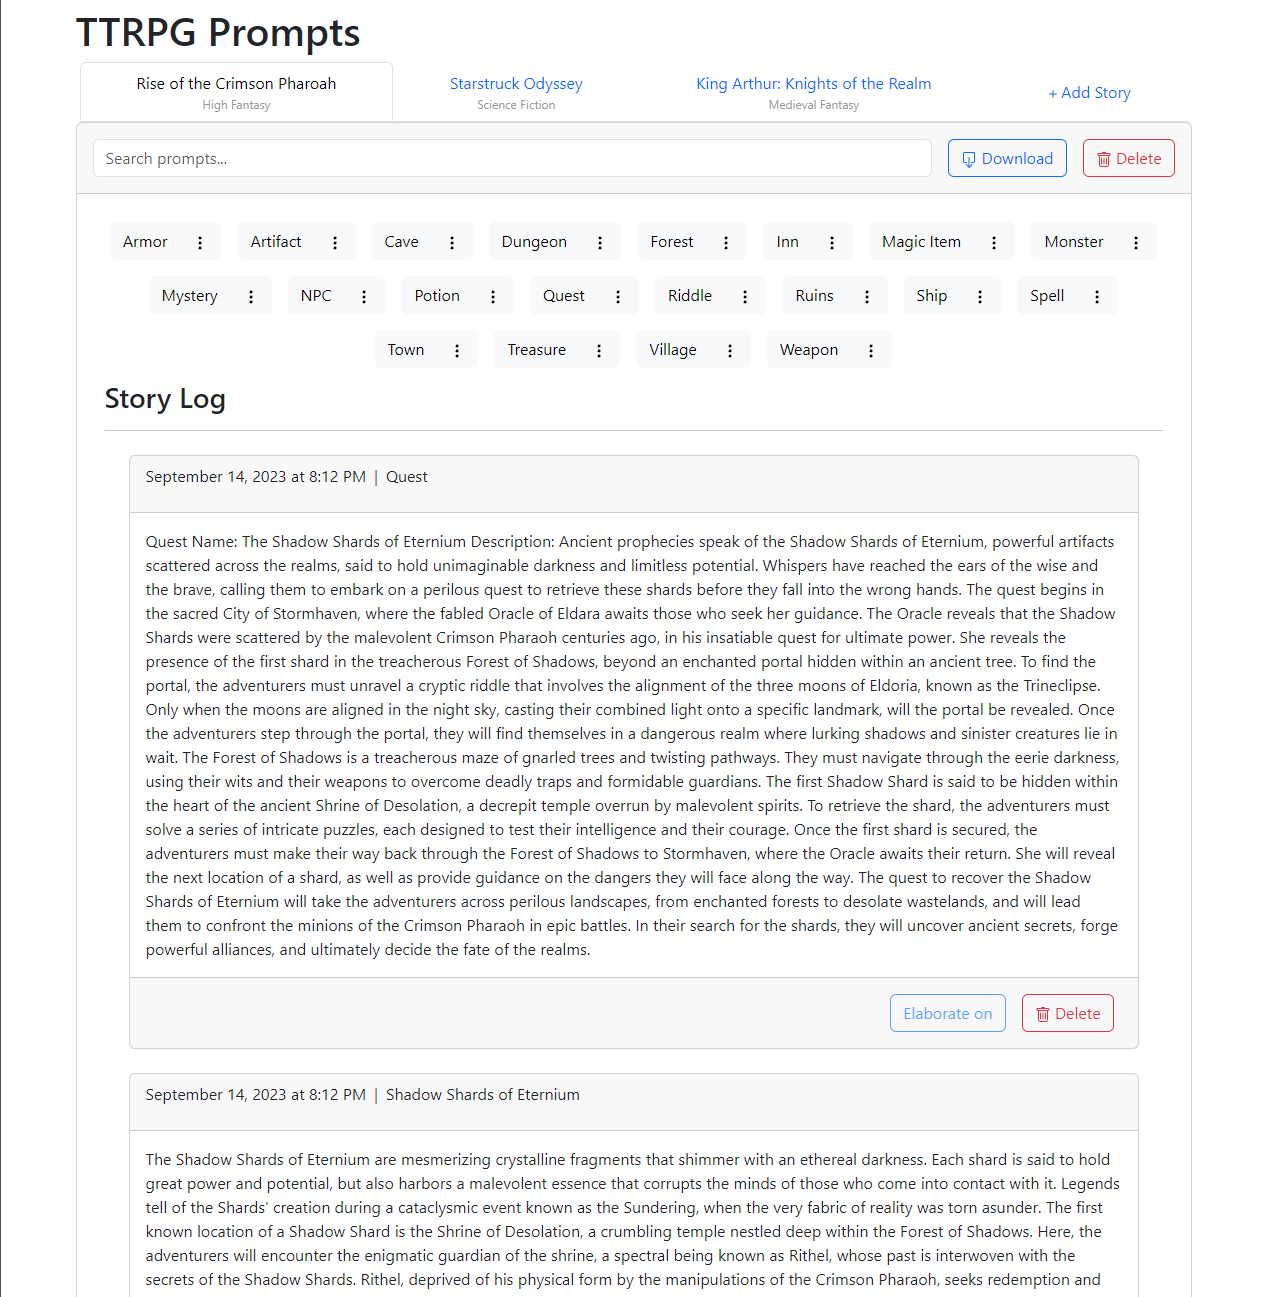 TTRPG Prompts
Rise of the Crimson Pharoah
High Fantasy
Starstruck Odyssey
Science Fiction
King Arthur: Knights of the Realm
Medieval Fantasy
+ Add Story
Search prompts...
Download
Delete
Armor
Artifact
Cave
Dungeon
Forest
Inn
Magic Item
Monster
Mystery
NPC
Potion
Quest
Riddle
Ruins
Ship
Spell
Town
Treasure
Village
Weapon
Story Log
September 14, 2023 at 8:12 PM | Quest
Quest Name: The Shadow Shards of Eternium Description: Ancient prophecies speak of the Shadow Shards of Eternium, powerful artifacts
scattered across the realms, said to hold unimaginable darkness and limitless potential. Whispers have reached the ears of the wise and
the brave, calling them to embark on a perilous quest to retrieve these shards before they fall into the wrong hands. The quest begins in
the sacred City of Stormhaven, where the fabled Oracle of Eldara awaits those who seek her guidance. The Oracle reveals that the Shadow
Shards were scattered by the malevolent Crimson Pharaoh centuries ago, in his insatiable quest for ultimate power. She reveals the
presence of the first shard in the treacherous Forest of Shadows, beyond an enchanted portal hidden within an ancient tree. To find the
portal, the adventurers must unravel a cryptic riddle that involves the alignment of the three moons of Eldoria, known as the Trineclipse.
Only when the moons are aligned in the night sky, casting their combined light onto a specific landmark, will the portal be revealed. Once
the adventurers step through the portal, they will find themselves in a dangerous realm where lurking shadows and sinister creatures lie in
wait. The Forest of Shadows is a treacherous maze of gnarled trees and twisting pathways. They must navigate through the eerie darkness,
using their wits and their weapons to overcome deadly traps and formidable guardians. The first Shadow Shard is said to be hidden within
the heart of the ancient Shrine of Desolation, a decrepit temple overrun by malevolent spirits. To retrieve the shard, the adventurers must
solve a series of intricate puzzles, each designed to test their intelligence and their courage. Once the first shard is secured, the
adventurers must make their way back through the Forest of Shadows to Stormhaven, where the Oracle awaits their return. She will reveal
the next location of a shard, as well as provide guidance on the dangers they will face along the way. The quest to recover the Shadow
Shards of Eternium will take the adventurers across perilous landscapes, from enchanted forests to desolate wastelands, and will lead
them to confront the minions of the Crimson Pharaoh in epic battles. In their search for the shards, they will uncover ancient secrets, forge
powerful alliances, and ultimately decide the fate of the realms.
Elaborate on
Delete
September 14, 2023 at 8:12 PM | Shadow Shards of Eternium
The Shadow Shards of Eternium are mesmerizing crystalline fragments that shimmer with an ethereal darkness. Each shard is said to hold
great power and potential, but also harbors a malevolent essence that corrupts the minds of those who come into contact with it. Legends
tell of the Shards' creation during a cataclysmic event known as the Sundering, when the very fabric of reality was torn asunder. The first
known location of a Shadow Shard is the Shrine of Desolation, a crumbling temple nestled deep within the Forest of Shadows. Here, the
adventurers will encounter the enigmatic guardian of the shrine, a spectral being known as Rithel, whose past is interwoven with the
secrets of the Shadow Shards. Rithel, deprived of his physical form by the manipulations of the Crimson Pharaoh, seeks redemption and